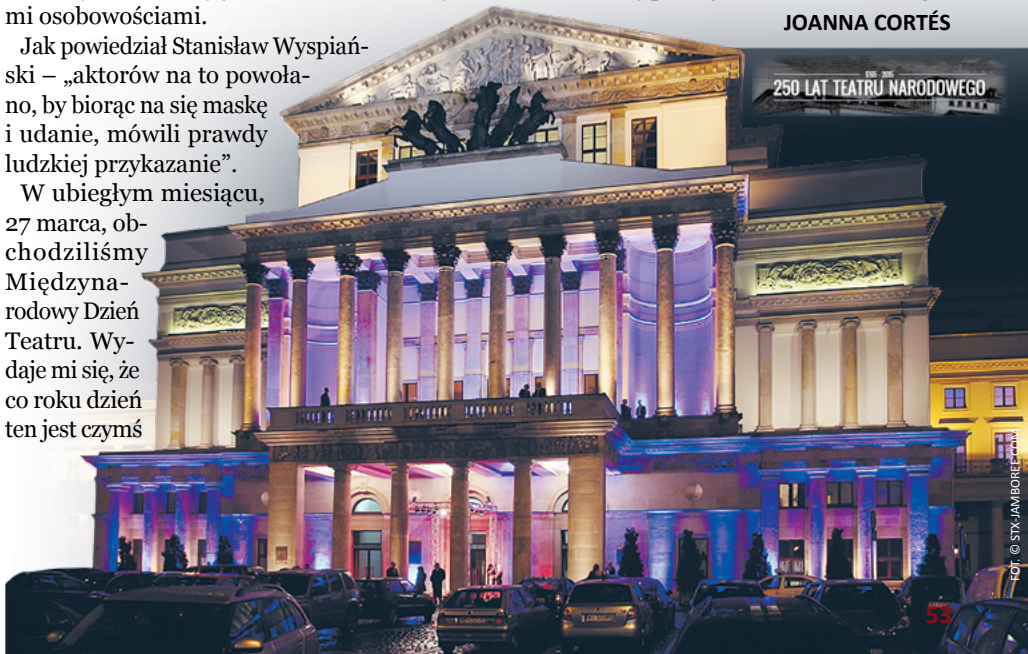 mi osobowościami.
Jak powiedział Stanisław Wyspiań-
ski – „aktorów na to powoła-
no, by biorąc na się maskę
i udanie, mówili prawdy
ludzkiej przykazanie”.
W ubiegłym miesiącu,
27 marca, ob-
chodziliśmy
Międzyna-
rodowy Dzień
Teatru. Wy-
daje mi się, że
co roku dzień
ten jest czymś
JOANNA CORTÉS
1765 - 2015
250 LAT TEATRU NARODOWEGO
FOT. © STX-JAMBOREE.COM
53